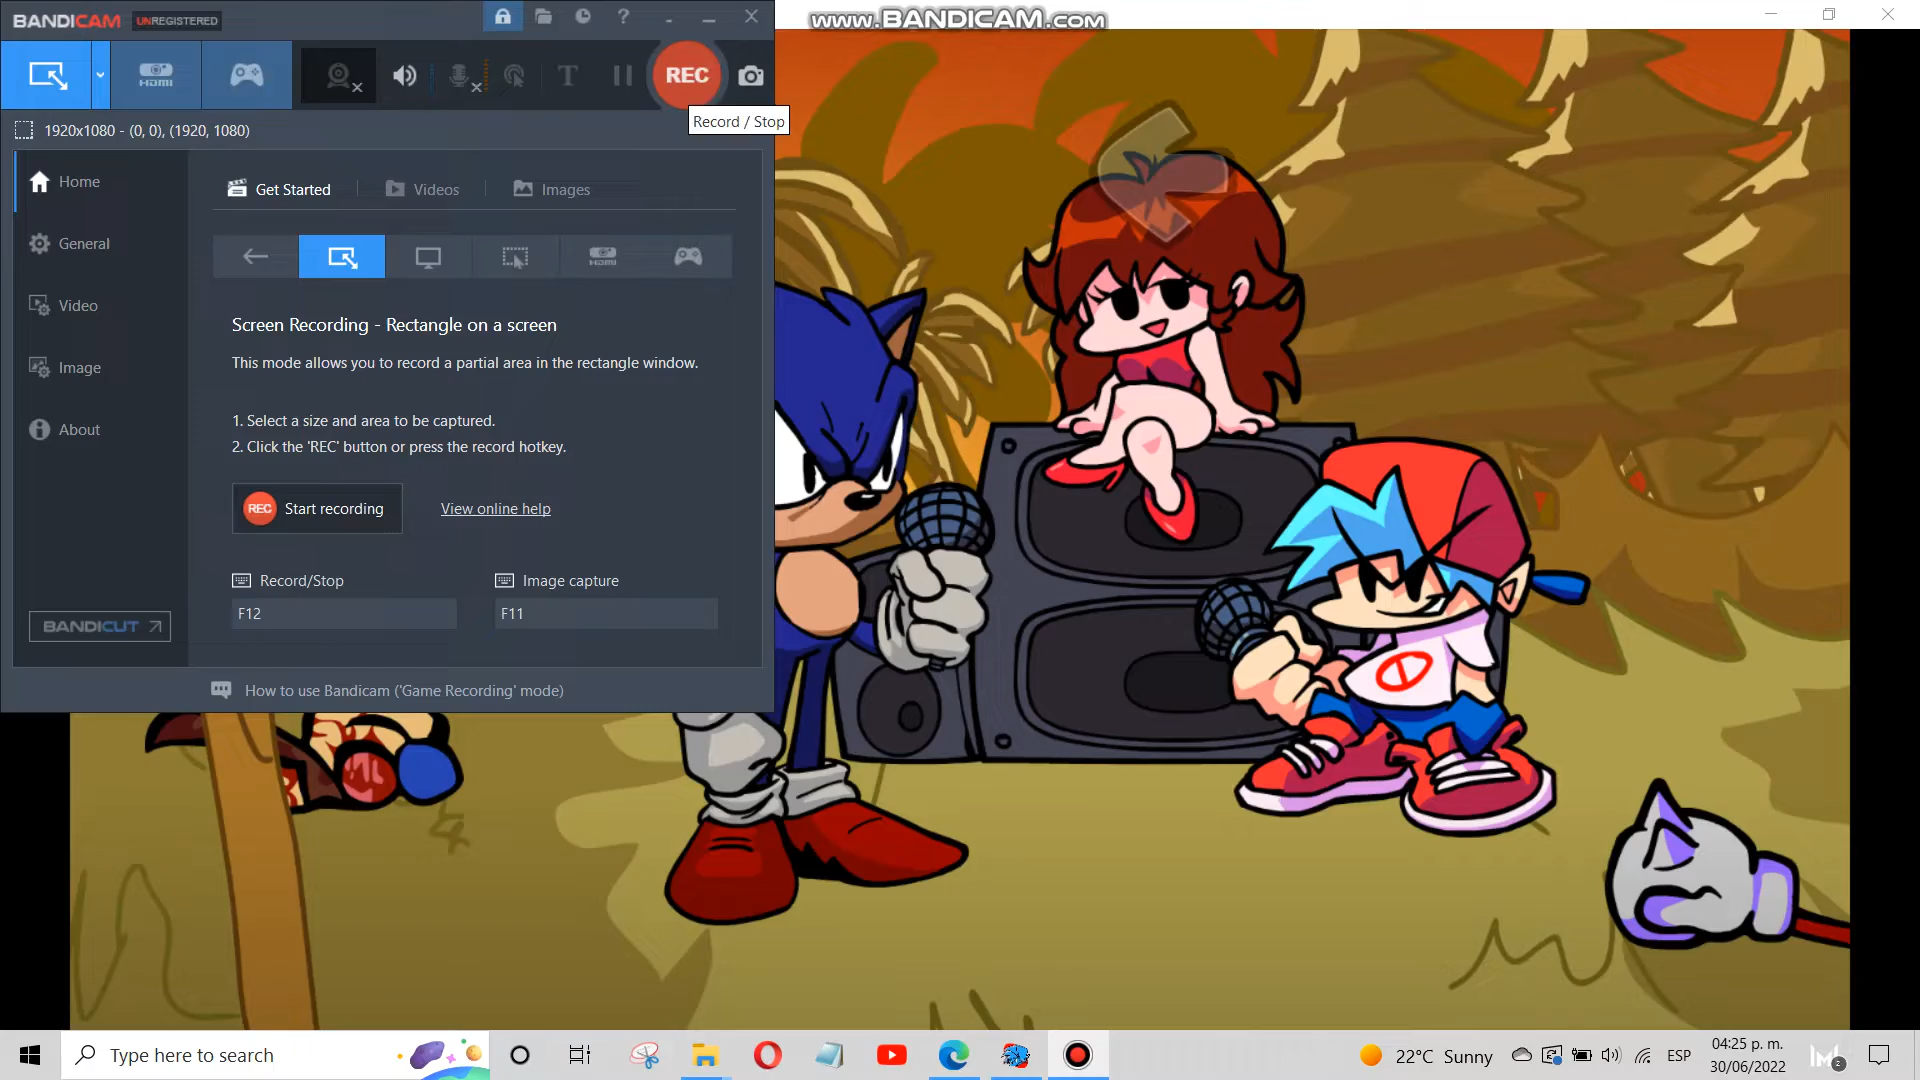 BANDICAM UNREGISTERED
www.BANDICAM.com
HDMI
T
REC
Record / Stop
1920x1080 - (0, 0), (1920, 1080)
Home
General
Video
Image
About
BANDICUT
Get Started
Videos
Images
HDMI
Screen Recording - Rectangle on a screen
This mode allows you to record a partial area in the rectangle window.
1. Select a size and area to be captured.
2. Click the 'REC' button or press the record hotkey.
REC Start recording
View online help
Record/Stop
Image capture
F12
F11
How to use Bandicam ('Game Recording' mode)
Type here to search
22°C Sunny
ESP
04:25 p. m.
30/06/2022
2